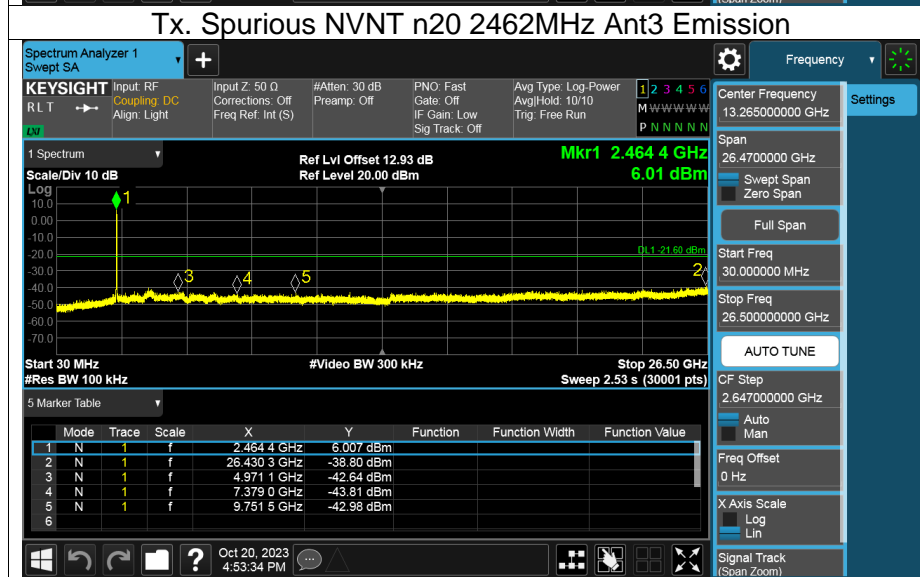 (Span Zoom)
Tx. Spurious NVNT n20 2462MHz Ant3 Emission
Spectrum Analyzer 1
Swept SA
+
Frequency
KEYSIGHT
RLT
LXI
Input: RF
Coupling: DC
Align: Light
Input Z: 50 Ω
Corrections: Off
Freq Ref: Int (S)
#Atten: 30 dB
Preamp: Off
PNO: Fast
Gate: Off
IF Gain: Low
Sig Track: Off
Avg Type: Log-Power
Avg|Hold: 10/10
Trig: Free Run
1 2 3 4 5 6
M W W W W W
P N N N N N
1 Spectrum
Scale/Div 10 dB
Ref Lvl Offset 12.93 dB
Ref Level 20.00 dBm
Mkr1 2.464 4 GHz
6.01 dBm
Log
10.0
0.00
-10.0
-20.0
-30.0
-40.0
-50.0
-60.0
-70.0
1
DL1 -21.60 dBm
2
3
4
5
Start 30 MHz
#Res BW 100 kHz
#Video BW 300 kHz
Stop 26.50 GHz
Sweep 2.53 s (30001 pts)
5 Marker Table
Mode Trace Scale X Y Function Function Width Function Value
1 N 1 f 2.464 4 GHz 6.007 dBm
2 N 1 f 26.430 3 GHz -38.80 dBm
3 N 1 f 4.971 1 GHz -42.64 dBm
4 N 1 f 7.379 0 GHz -43.81 dBm
5 N 1 f 9.751 5 GHz -42.98 dBm
6
?
Oct 20, 2023
4:53:34 PM
Center Frequency
13.265000000 GHz
Settings
Span
26.4700000 GHz
Swept Span
Zero Span
Full Span
Start Freq
30.000000 MHz
Stop Freq
26.500000000 GHz
AUTO TUNE
CF Step
2.647000000 GHz
Auto
Man
Freq Offset
0 Hz
X Axis Scale
Log
Lin
Signal Track
(Span Zoom)